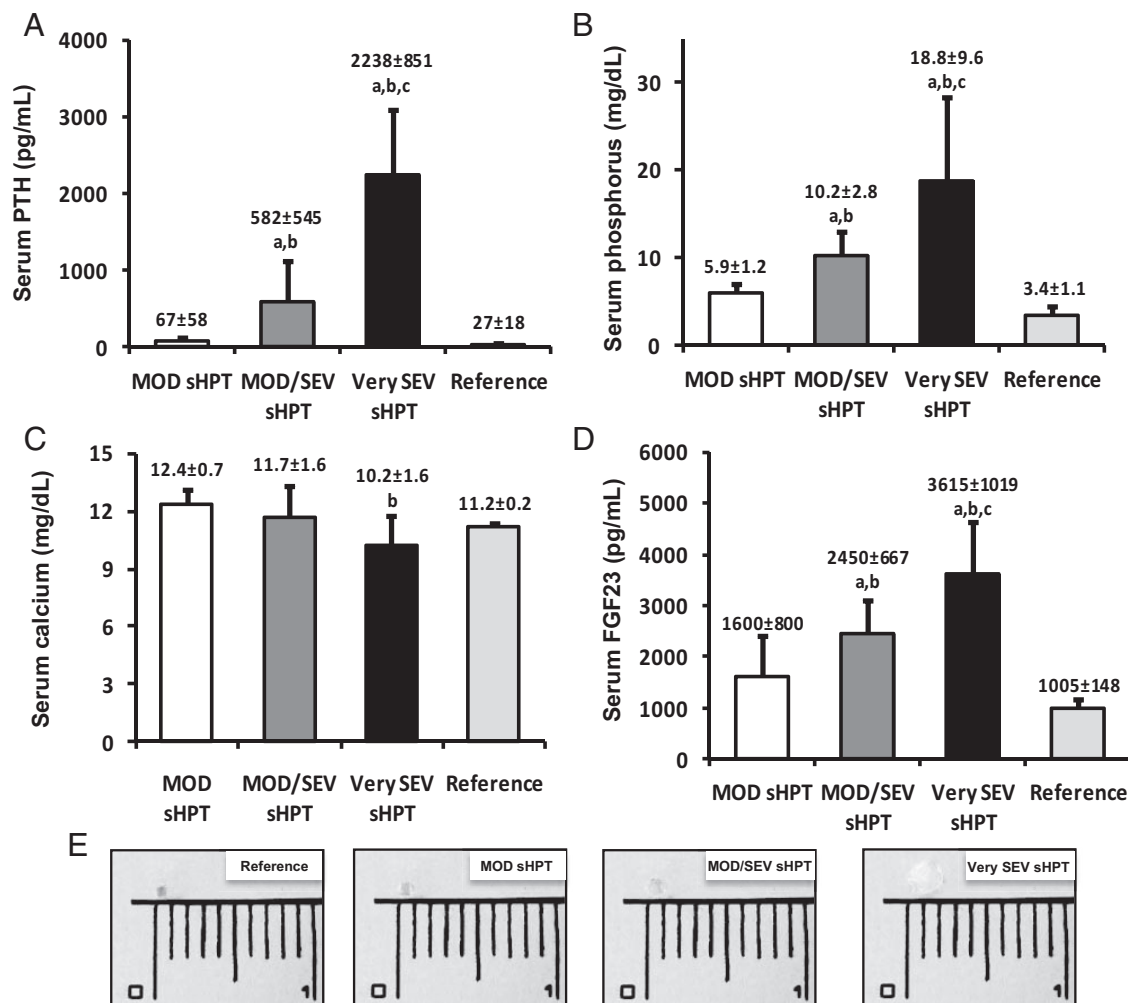 A
Serum PTH (pg/mL)
4000
3000
2000
1000
0
67±58
582±545
a,b
2238±851
a,b,c
27±18
MOD sHPT
MOD/SEV
sHPT
Very SEV
sHPT
Reference
B
Serum phosphorus (mg/dL)
30
20
10
0
5.9±1.2
10.2±2.8
a,b
18.8±9.6
a,b,c
3.4±1.1
MOD sHPT
MOD/SEV
sHPT
Very SEV
sHPT
Reference
C
Serum calcium (mg/dL)
15
12
9
6
3
0
12.4±0.7
11.7±1.6
10.2±1.6
b
11.2±0.2
MOD
sHPT
MOD/SEV
sHPT
Very SEV
sHPT
Reference
D
Serum FGF23 (pg/mL)
6000
5000
4000
3000
2000
1000
0
1600±800
2450±667
a,b
3615±1019
a,b,c
1005±148
MOD sHPT
MOD/SEV
sHPT
Very SEV
sHPT
Reference
E
Reference
0 1
MOD sHPT
0 1
MOD/SEV sHPT
0 1
Very SEV sHPT
0 1